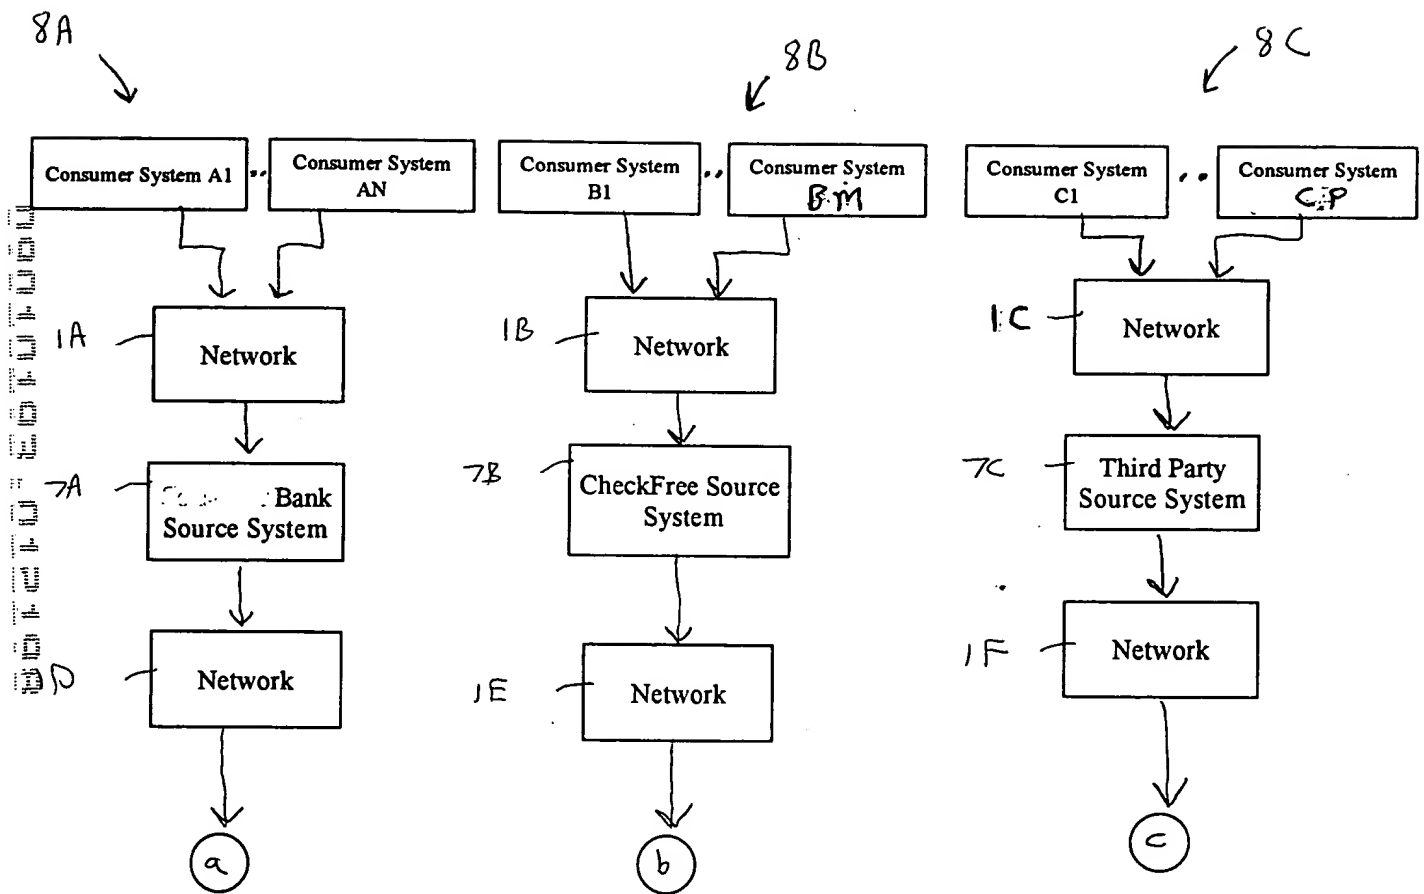 8A
8B
8C
Consumer System A1 ..
Consumer System
AN
Consumer System
B1
..
Consumer System
BM
Consumer System
C1
..
Consumer System
CP
1A
Network
1B
Network
1C
Network
7A
Bank
Source System
7B
CheckFree Source
System
7C
Third Party
Source System
D
Network
1E
Network
1F
Network
a
b
c